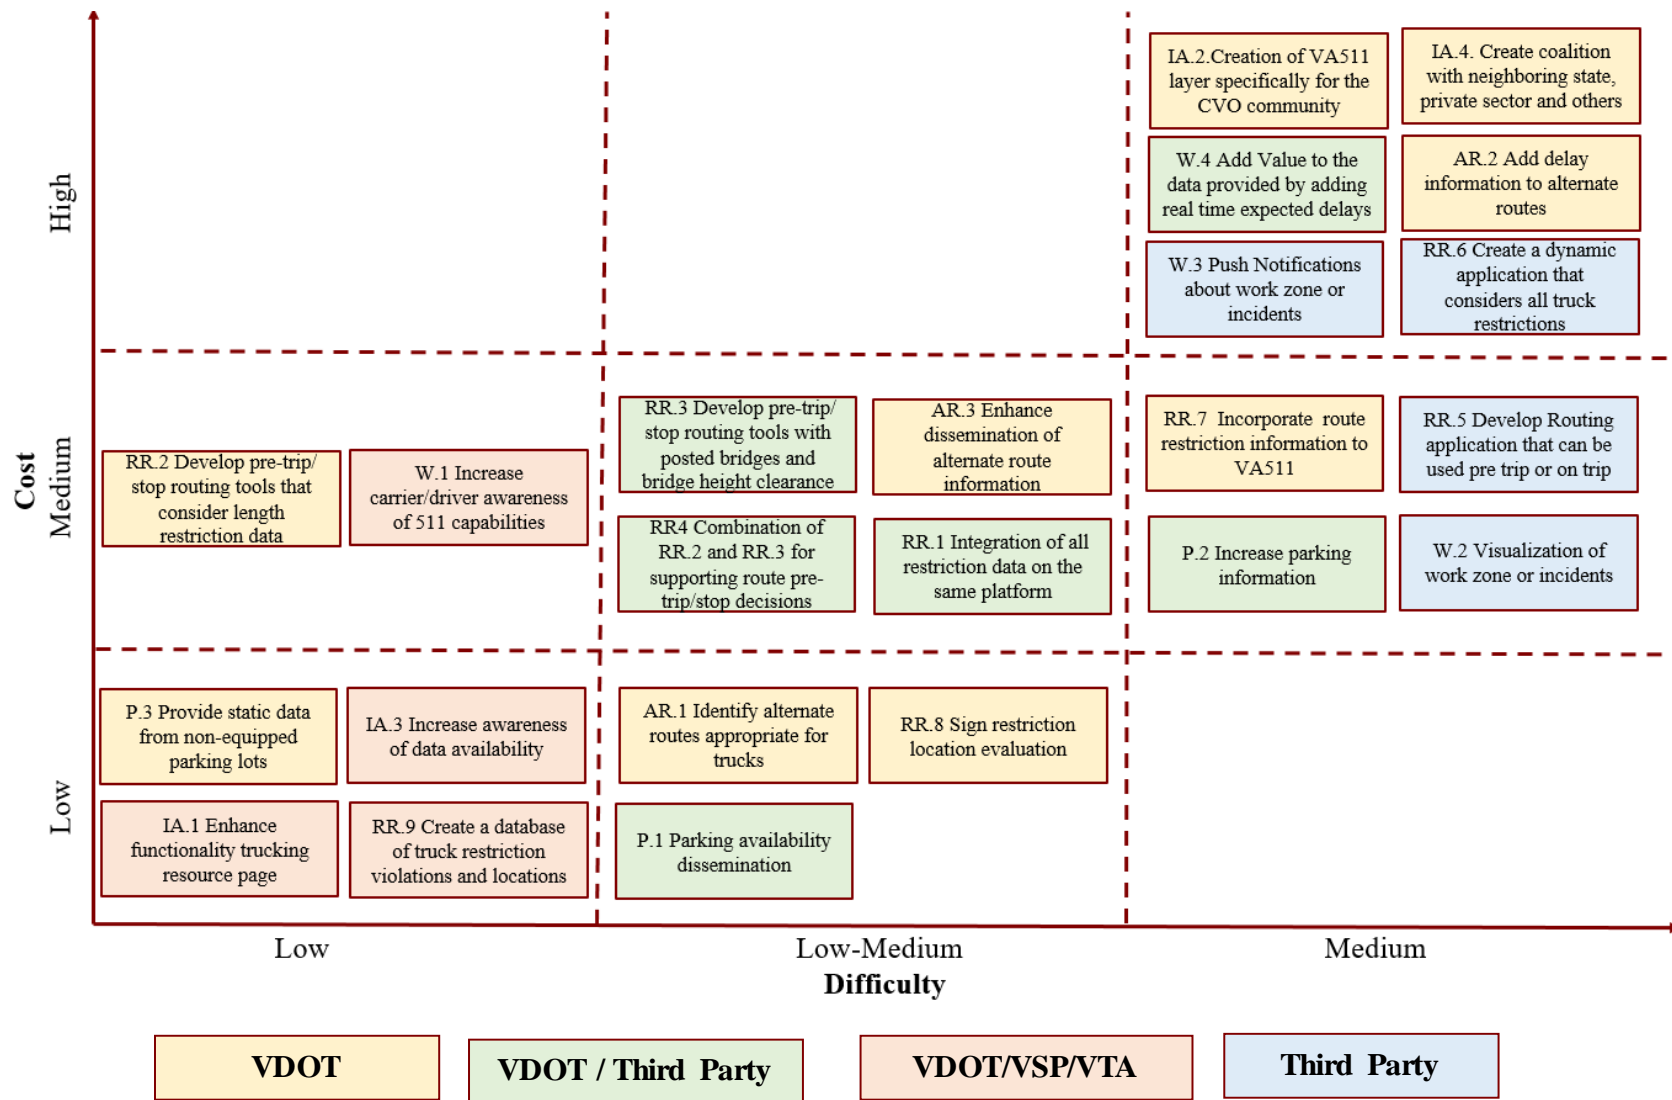 IA.2.Creation of VA511
layer specifically for the
CVO community
IA.4. Create coalition
with neighboring state,
private sector and others
W.4 Add Value to the
data provided by adding
real time expected delays
AR.2 Add delay
information to alternate
routes
W.3 Push Notifications
about work zone or
incidents
RR.6 Create a dynamic
application that
considers all truck
restrictions
High
Cost
Medium
RR.2 Develop pre-trip/
stop routing tools that
consider length
restriction data
W.1 Increase
carrier/driver awareness
of 511 capabilities
RR.3 Develop pre-trip/
stop routing tools with
posted bridges and
bridge height clearance
AR.3 Enhance
dissemination of
alternate route
information
RR.7 Incorporate route
restriction information to
VA511
RR.5 Develop Routing
application that can be
used pre trip or on trip
RR4 Combination of
RR.2 and RR.3 for
supporting route pre-
trip/stop decisions
RR.1 Integration of all
restriction data on the
same platform
P.2 Increase parking
information
W.2 Visualization of
work zone or incidents
Low
P.3 Provide static data
from non-equipped
parking lots
IA.3 Increase awareness
of data availability
AR.1 Identify alternate
routes appropriate for
trucks
RR.8 Sign restriction
location evaluation
IA.1 Enhance
functionality trucking
resource page
RR.9 Create a database
of truck restriction
violations and locations
P.1 Parking availability
dissemination
Low
Low-Medium
Medium
Difficulty
VDOT
VDOT / Third Party
VDOT/VSP/VTA
Third Party